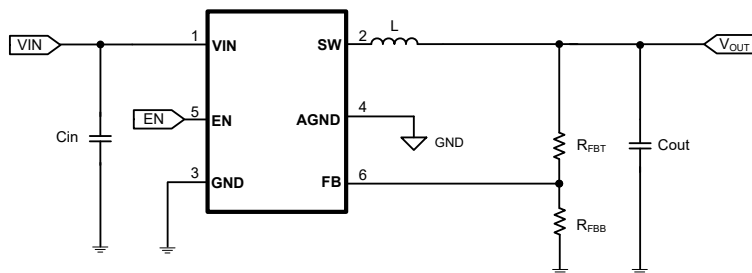 VIN
1
VIN
SW
2
L
VOUT
EN
5
EN
AGND
4
GND
Cin
RFBT
Cout
3
GND
FB
6
RFBB